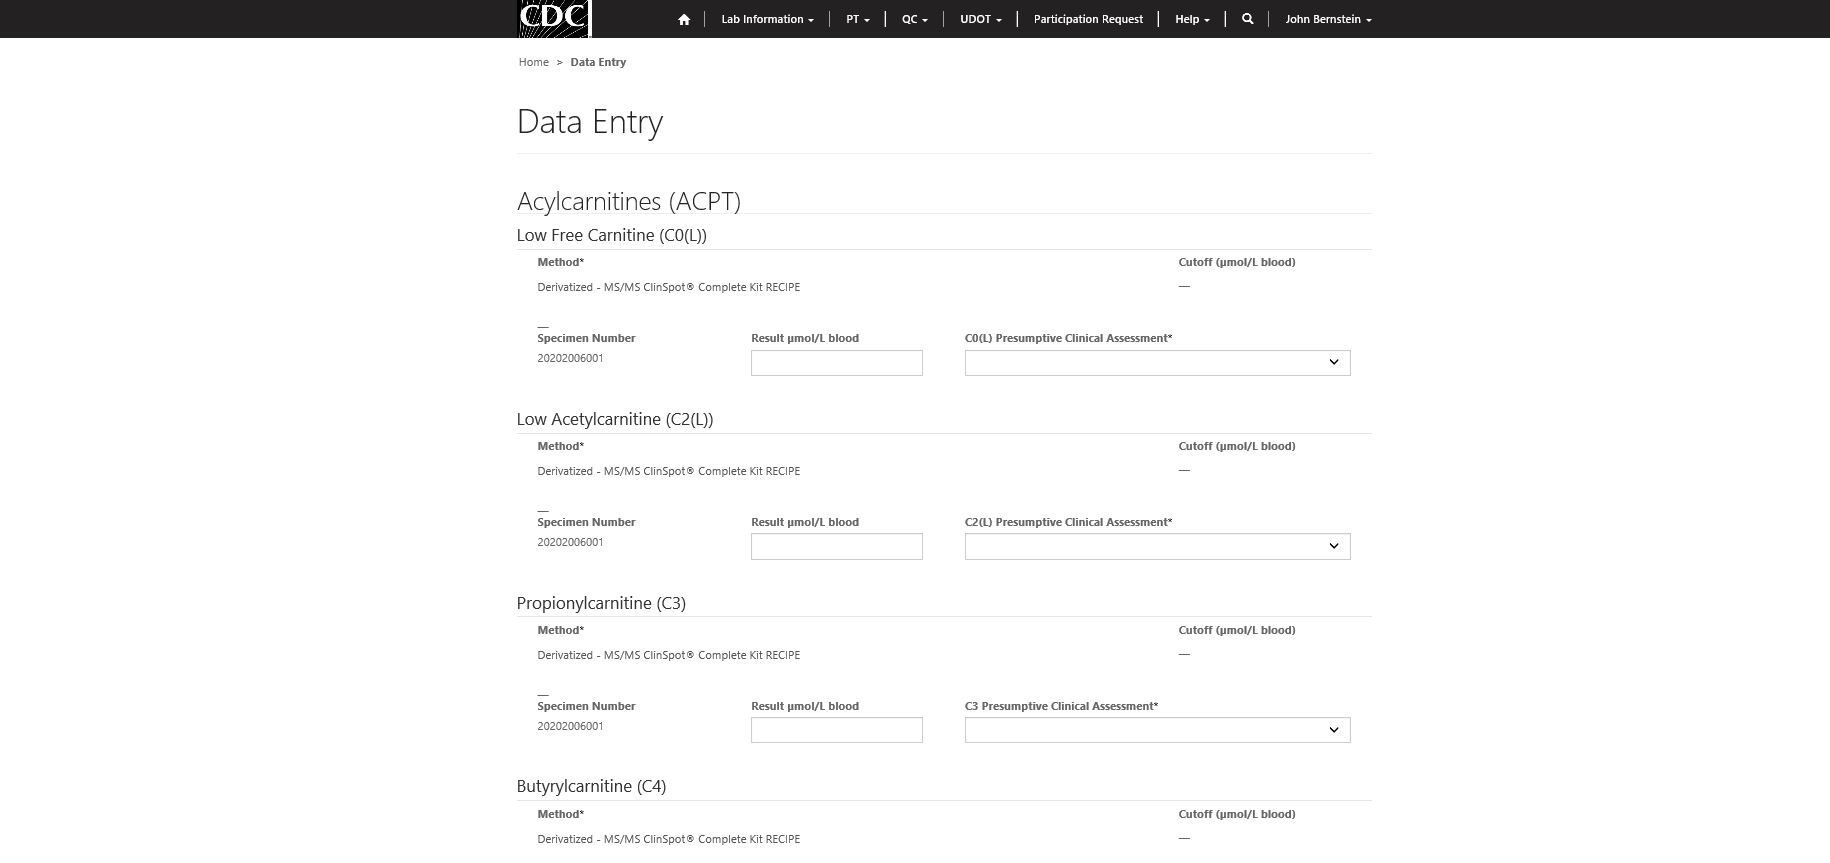 CDC Lab Information PT QC UDOT Participation Request Help John Bernstein
Home > Data Entry
Data Entry
Acylcarnitines (ACPT)
Low Free Carnitine (C0(L))
Method* Cutoff (µmol/L blood)
Derivatized - MS/MS ClinSpot® Complete Kit RECIPE —
—
Specimen Number Result µmol/L blood C0(L) Presumptive Clinical Assessment*
20202006001
Low Acetylcarnitine (C2(L))
Method* Cutoff (µmol/L blood)
Derivatized - MS/MS ClinSpot® Complete Kit RECIPE —
—
Specimen Number Result µmol/L blood C2(L) Presumptive Clinical Assessment*
20202006001
Propionylcarnitine (C3)
Method* Cutoff (µmol/L blood)
Derivatized - MS/MS ClinSpot® Complete Kit RECIPE —
—
Specimen Number Result µmol/L blood C3 Presumptive Clinical Assessment*
20202006001
Butyrylcarnitine (C4)
Method* Cutoff (µmol/L blood)
Derivatized - MS/MS ClinSpot® Complete Kit RECIPE —